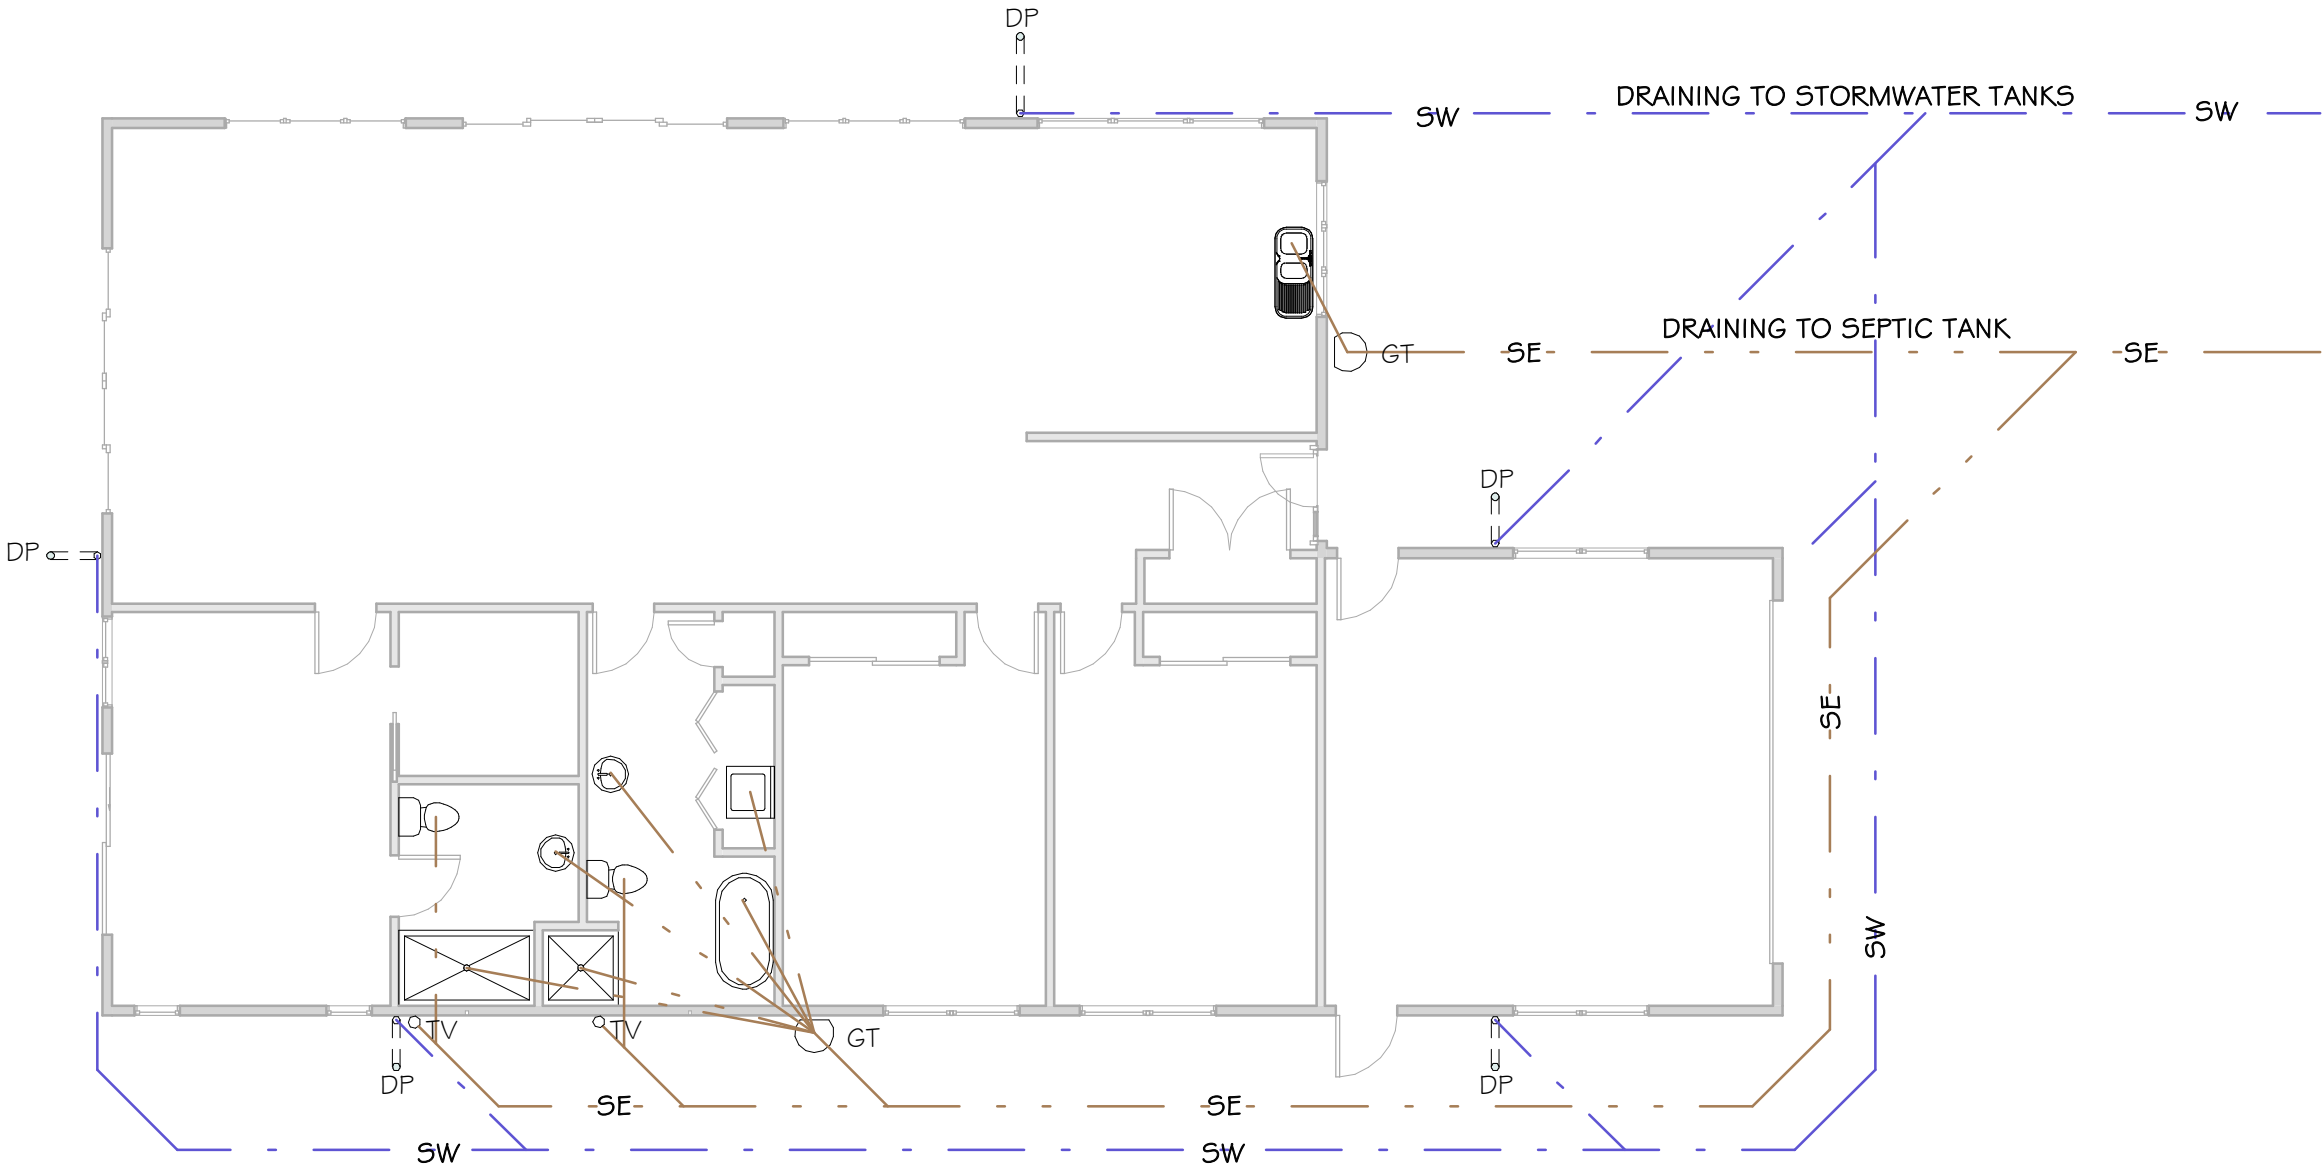 DP
DRAINING TO STORMWATER TANKS
SW
SW
DRAINING TO SEPTIC TANK
GT
SE
SE
DP
DP
SE
SW
TV
TV
GT
DP
DP
SE
SE
SW
SW